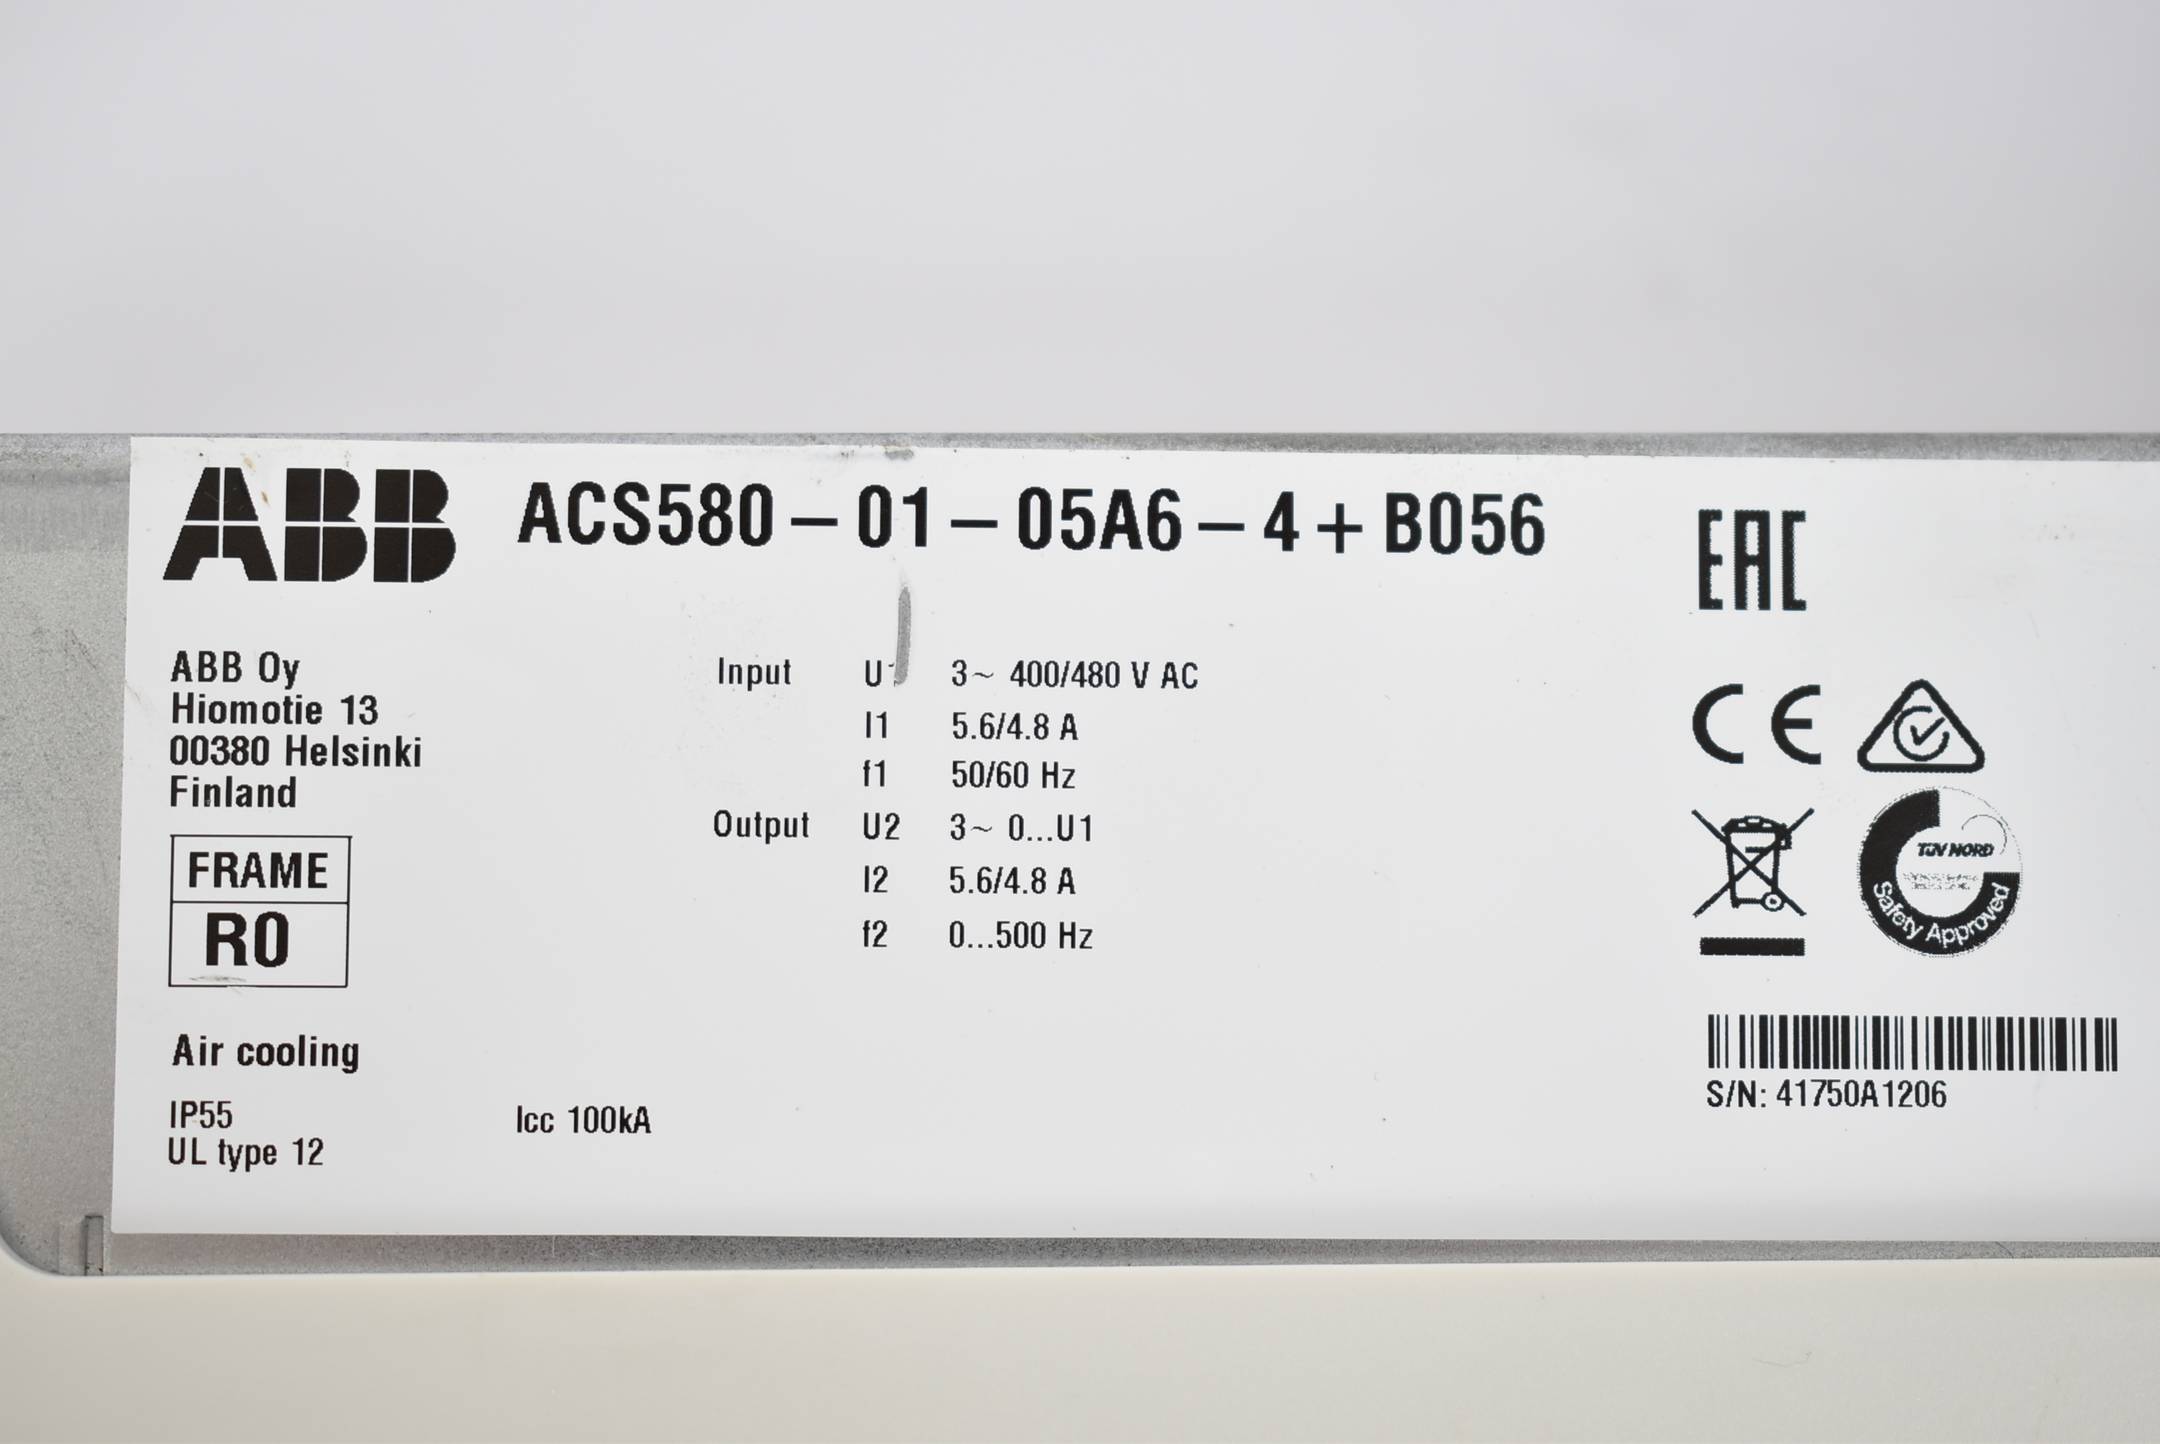 ABB ACS580-01-05A6-4+B056
ABB Oy
Hiomotie 13
00380 Helsinki
Finland
FRAME
R0
Air cooling
IP55
UL type 12
Icc 100kA
Input U1 3~ 400/480 V AC
I1 5.6/4.8 A
f1 50/60 Hz
Output U2 3~ 0...U1
I2 5.6/4.8 A
f2 0...500 Hz
EAC
CE
TÜV NORD
Safety Approved
S/N: 41750A1206